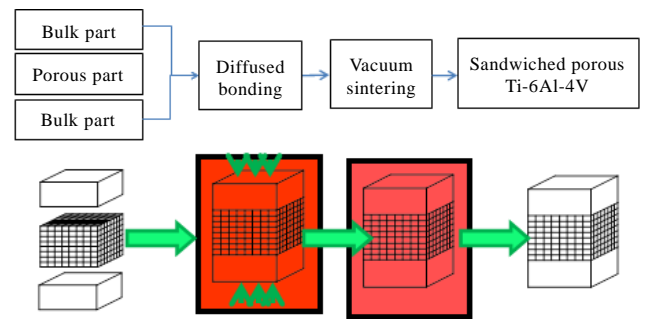 Bulk part
Porous part
Bulk part
Diffused
bonding
Vacuum
sintering
Sandwiched porous
Ti-6Al-4V